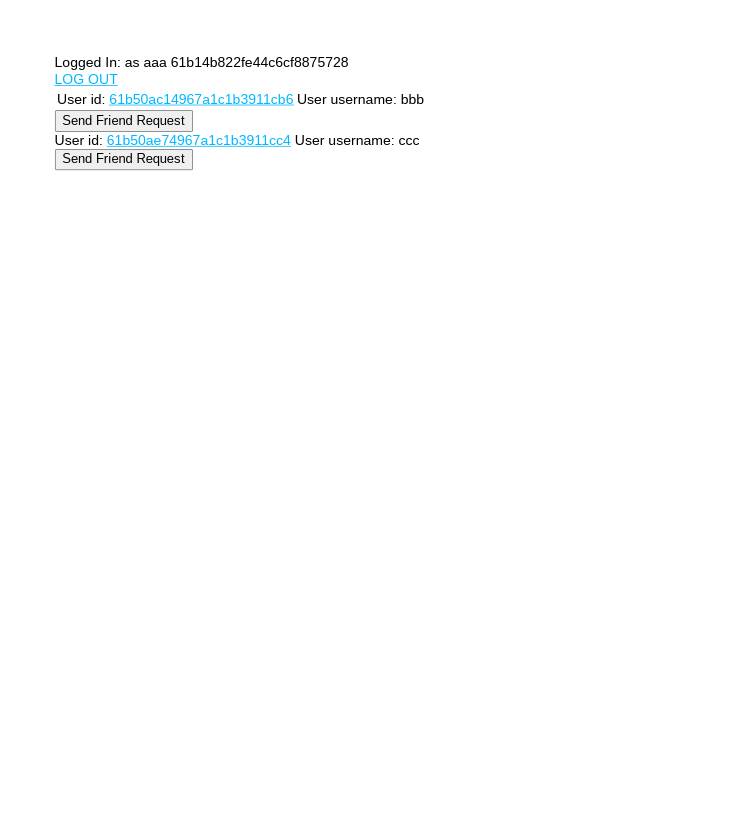 Logged In: as aaa 61b14b822fe44c6cf8875728
LOG OUT
User id: 61b50ac14967a1c1b3911cb6 User username: bbb
Send Friend Request
User id: 61b50ae74967a1c1b3911cc4 User username: ccc
Send Friend Request